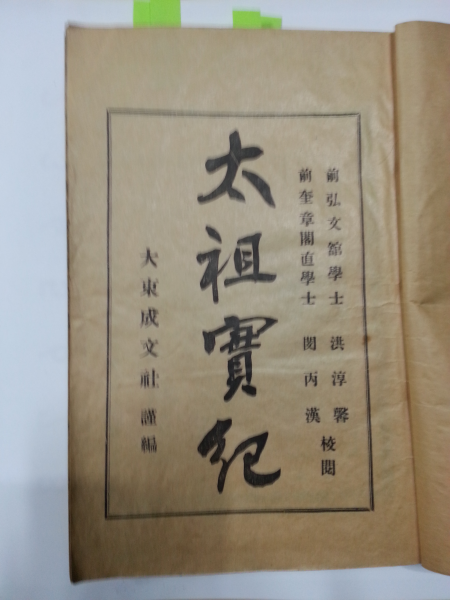 前弘文館學士 洪淳馨
前奎章閣直學士 閔丙漢 校閱
太祖實紀
大東成文社 謹編